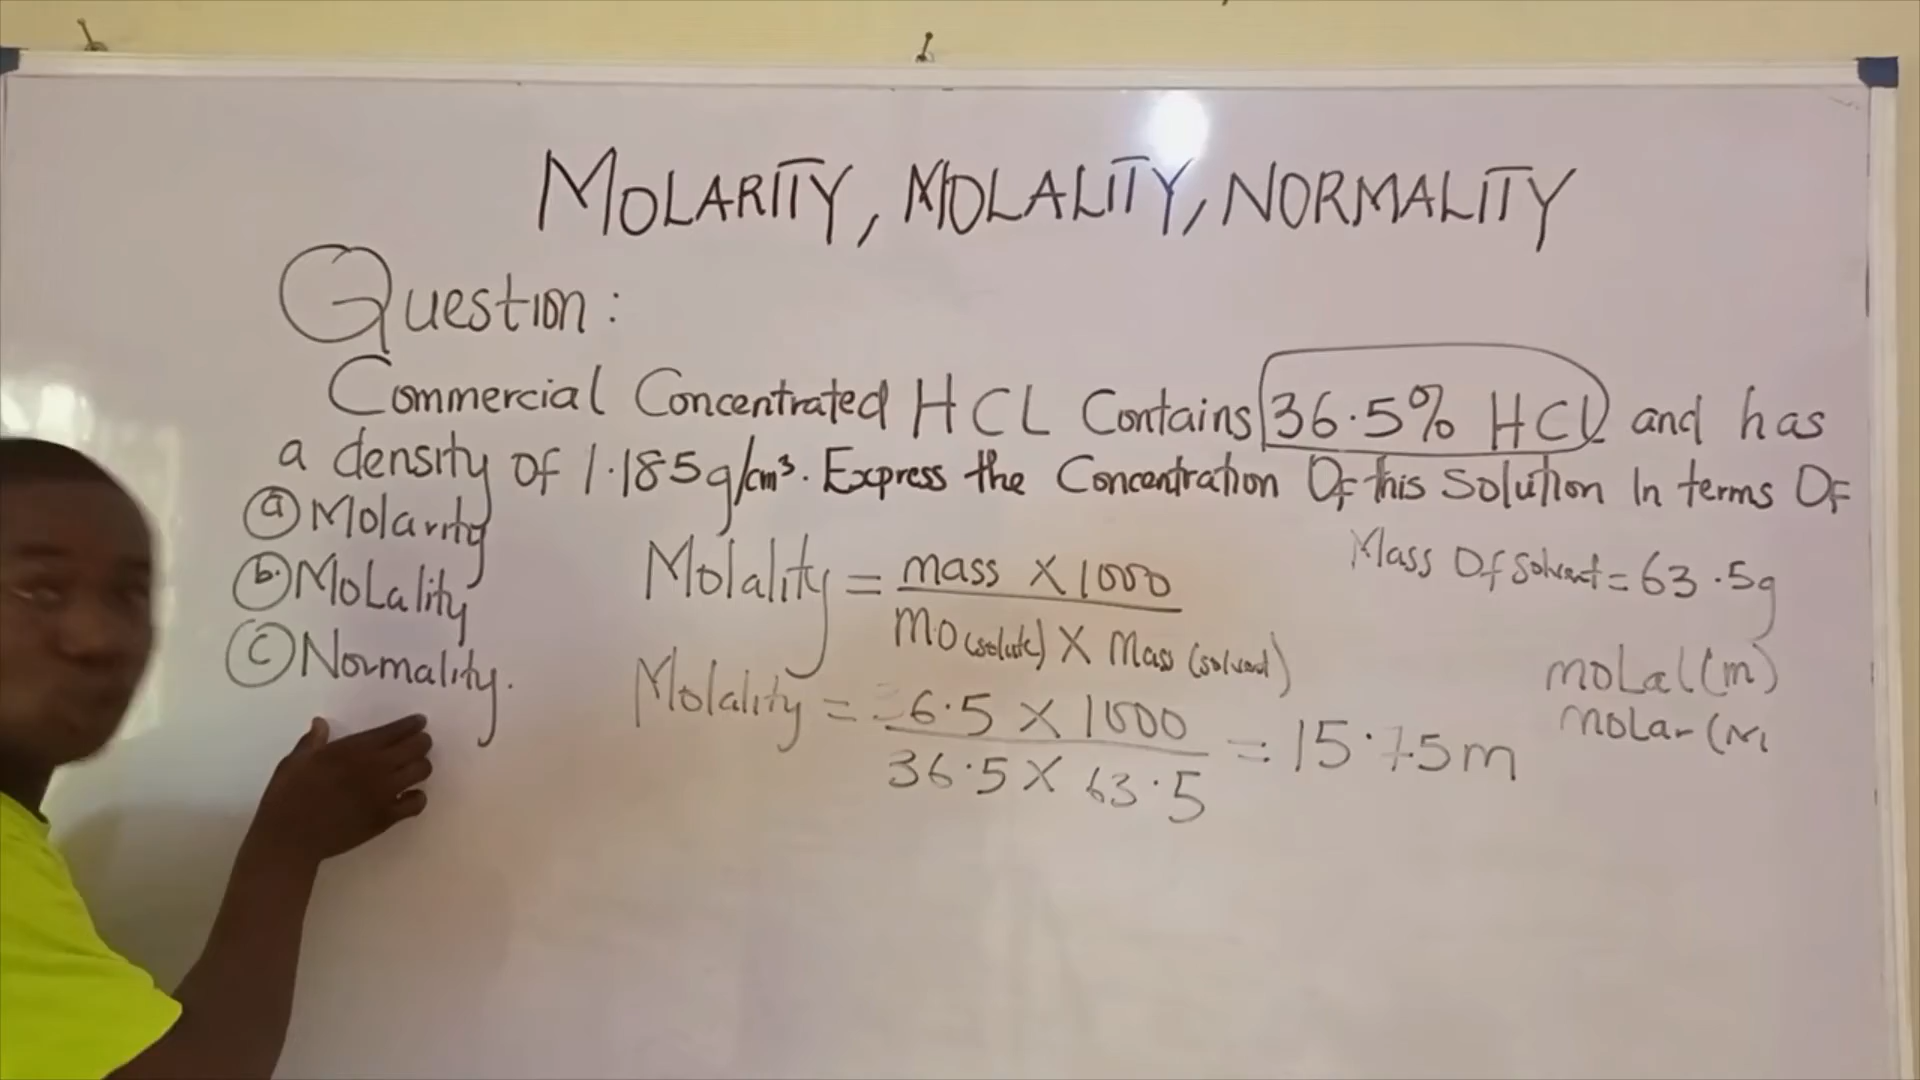 MOLARITY, MOLALITY, NORMALITY
Question:
Commercial Concentrated HCL Contains 36.5% HCl and has
a density of 1.185g/cm³. Express the Concentration Of this Solution In terms Of
(a) Molarity
(b.) MoLality
(c) Normality.
Mass Of Solvent = 63.5g
Molality = mass X 1000
mo(solute) X Mass (solvent)
moLal (m)
molar (M
Molality = 36.5 X 1000
36.5 X 63.5
= 15.75m